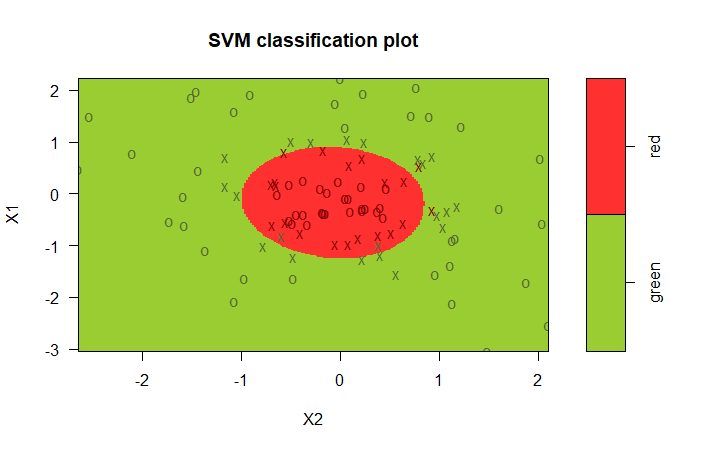 SVM classification plot
2
1
0
-1
-2
-3
X1
-2
-1
0
1
2
X2
red
green